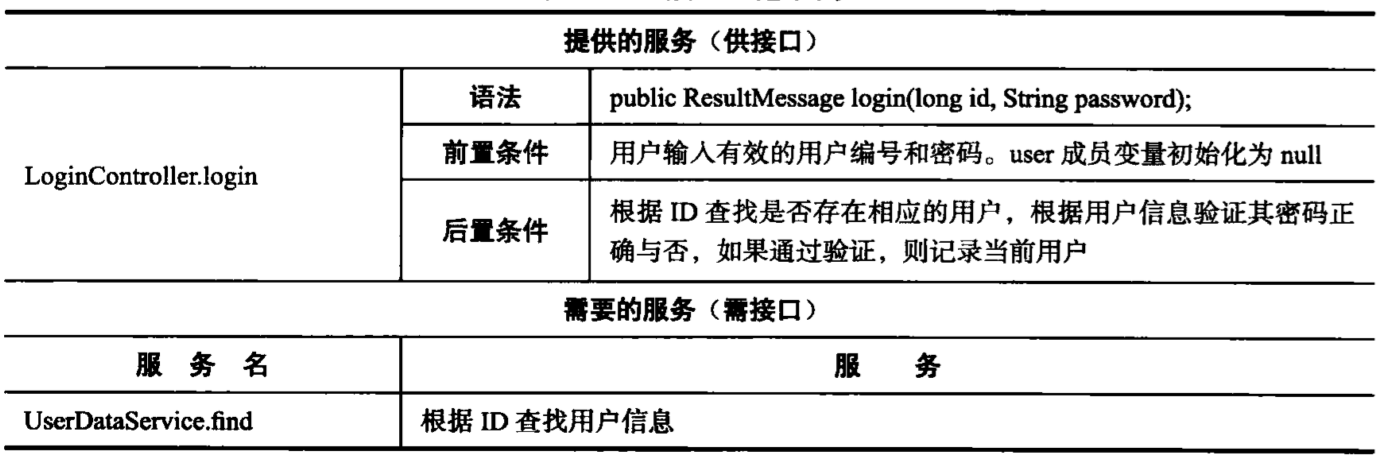 提供的服务（供接口）
LoginController.login
语法
public ResultMessage login(long id, String password);
前置条件
用户输入有效的用户编号和密码。user 成员变量初始化为 null
后置条件
根据 ID 查找是否存在相应的用户，根据用户信息验证其密码正
确与否，如果通过验证，则记录当前用户
需要的服务（需接口）
服 务 名
服 务
UserDataService.find
根据 ID 查找用户信息